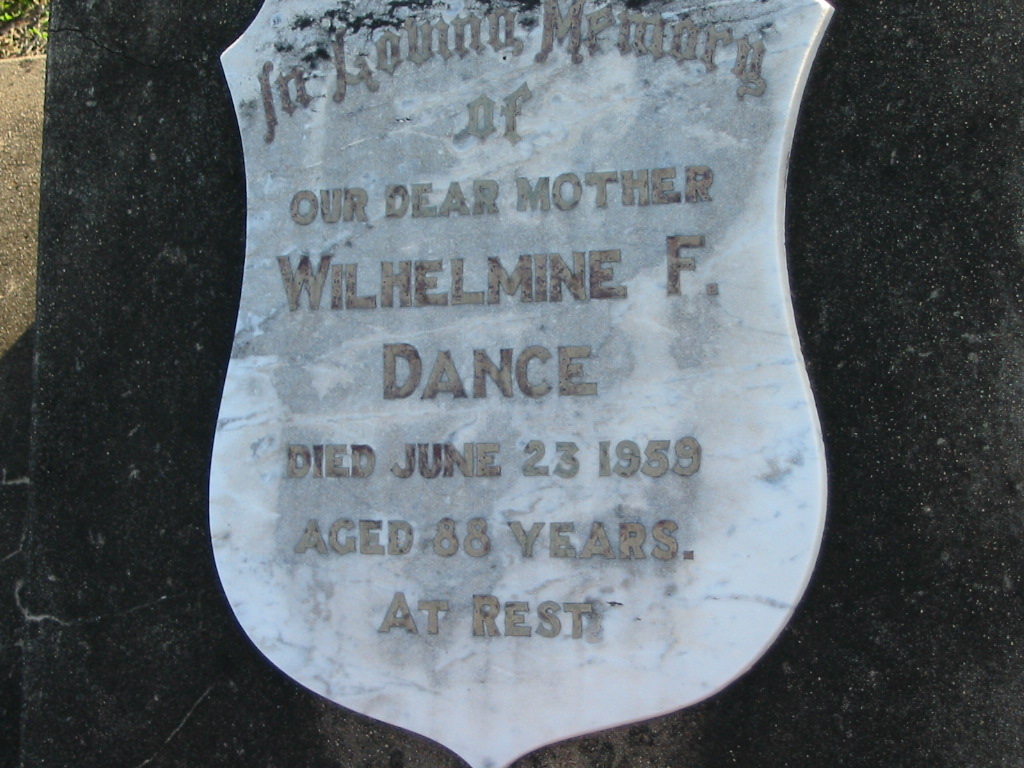 In Loving Memory
of
OUR DEAR MOTHER
WILHELMINE F.
DANCE
DIED JUNE 23 1959
AGED 88 YEARS.
AT REST.